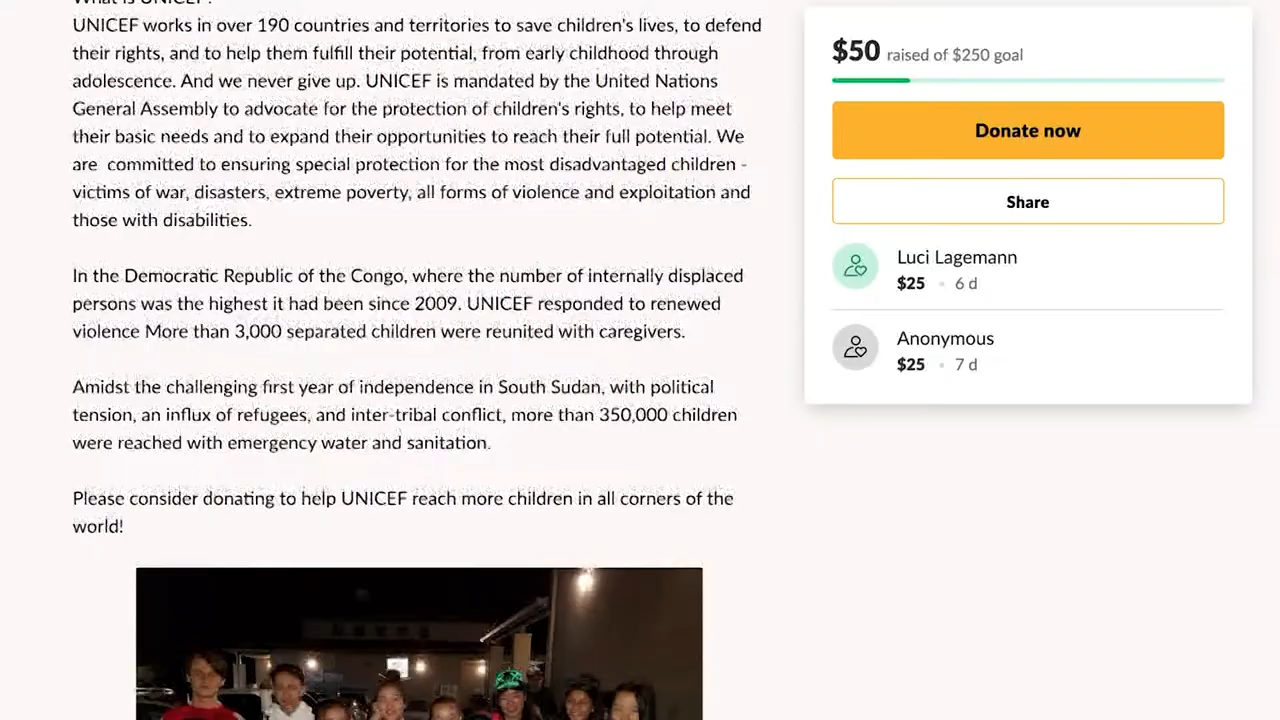 What is UNICEF?
UNICEF works in over 190 countries and territories to save children's lives, to defend
their rights, and to help them fulfill their potential, from early childhood through
adolescence. And we never give up. UNICEF is mandated by the United Nations
General Assembly to advocate for the protection of children's rights, to help meet
their basic needs and to expand their opportunities to reach their full potential. We
are  committed to ensuring special protection for the most disadvantaged children -
victims of war, disasters, extreme poverty, all forms of violence and exploitation and
those with disabilities.
In the Democratic Republic of the Congo, where the number of internally displaced
persons was the highest it had been since 2009. UNICEF responded to renewed
violence More than 3,000 separated children were reunited with caregivers.
Amidst the challenging first year of independence in South Sudan, with political
tension, an influx of refugees, and inter-tribal conflict, more than 350,000 children
were reached with emergency water and sanitation.
Please consider donating to help UNICEF reach more children in all corners of the
world!
$50 raised of $250 goal
Donate now
Share
Luci Lagemann
$25 • 6 d
Anonymous
$25 • 7 d